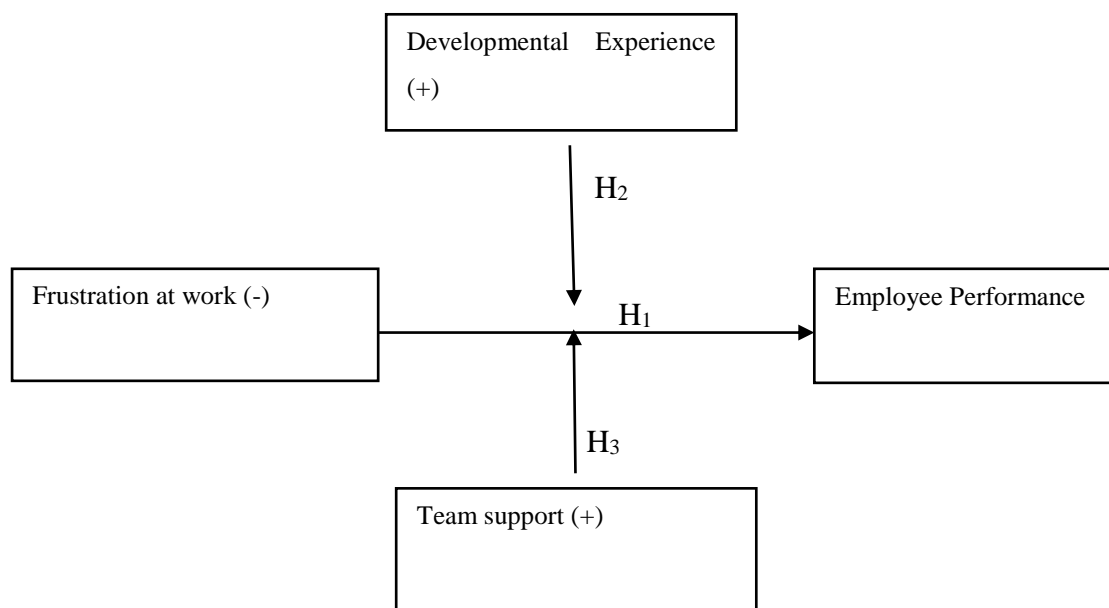 Developmental Experience
(+)
H2
Frustration at work (-)
H1
Employee Performance
H3
Team support (+)